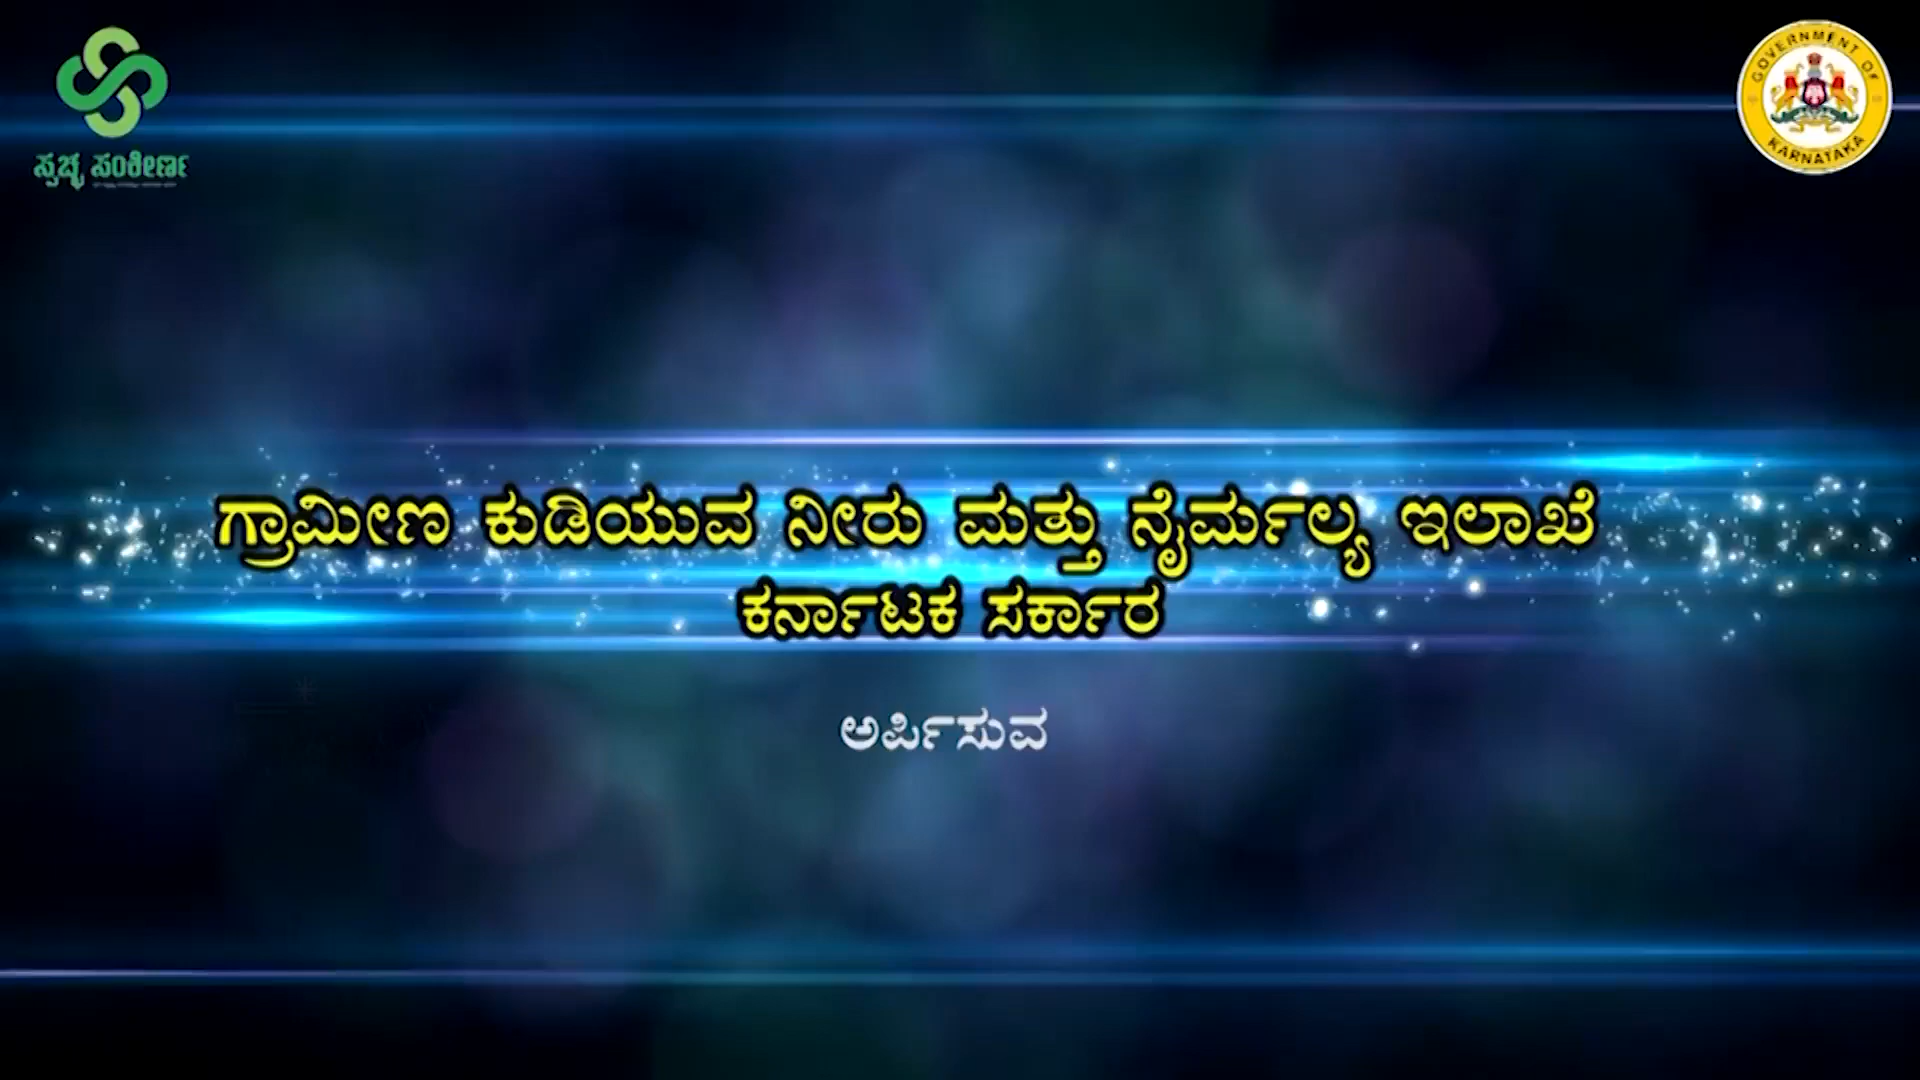 ಸ್ವಚ್ಛ ಸಂಕೀರ್ಣ
GOVERNMENT OF
KARNATAKA
ಗ್ರಾಮೀಣ ಕುಡಿಯುವ ನೀರು ಮತ್ತು ನೈರ್ಮಲ್ಯ ಇಲಾಖೆ
ಕರ್ನಾಟಕ ಸರ್ಕಾರ
ಅರ್ಪಿಸುವ